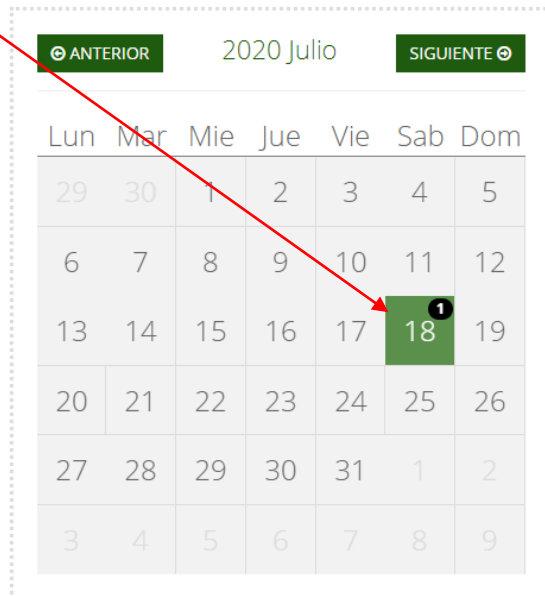 ANTERIOR 2020 Julio SIGUIENTE
Lun Mar Mie Jue Vie Sab Dom
29 30 1 2 3 4 5
6 7 8 9 10 11 12
13 14 15 16 17 18 1 19
20 21 22 23 24 25 26
27 28 29 30 31 1 2
3 4 5 6 7 8 9